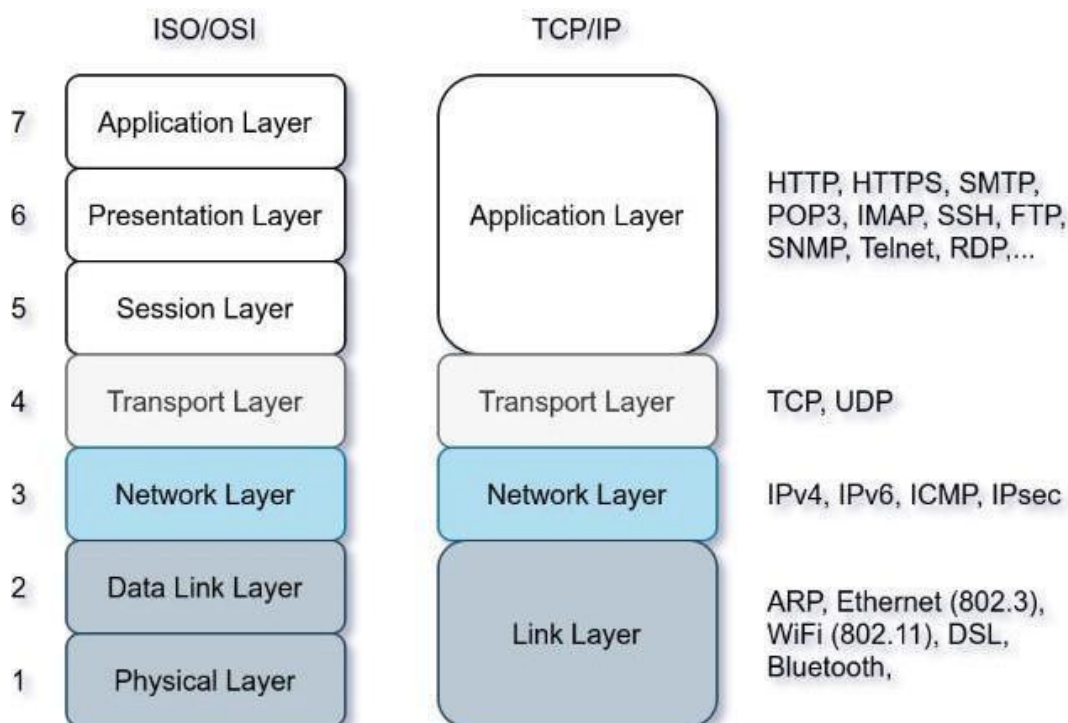 ISO/OSI
TCP/IP
7
Application Layer
6
Presentation Layer
5
Session Layer
4
Transport Layer
3
Network Layer
2
Data Link Layer
1
Physical Layer
Application Layer
Transport Layer
Network Layer
Link Layer
HTTP, HTTPS, SMTP,
POP3, IMAP, SSH, FTP,
SNMP, Telnet, RDP,...
TCP, UDP
IPv4, IPv6, ICMP, IPsec
ARP, Ethernet (802.3),
WiFi (802.11), DSL,
Bluetooth,